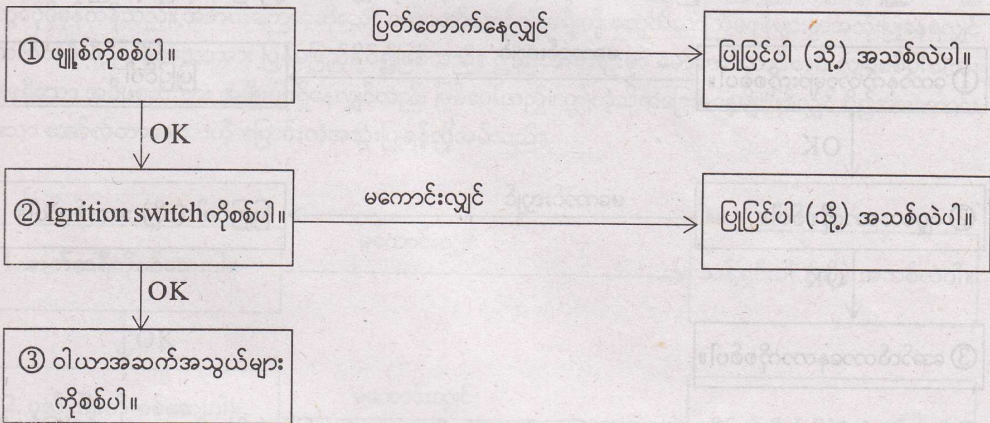 ① ဖျူ့စ်ကိုစစ်ပါ။
ပြတ်တောက်နေလျှင်
ပြုပြင်ပါ (သို့) အသစ်လဲပါ။
OK
② Ignition switch ကိုစစ်ပါ။
မကောင်းလျှင်
ပြုပြင်ပါ (သို့) အသစ်လဲပါ။
OK
③ ဝါယာအဆက်အသွယ်များ
ကိုစစ်ပါ။